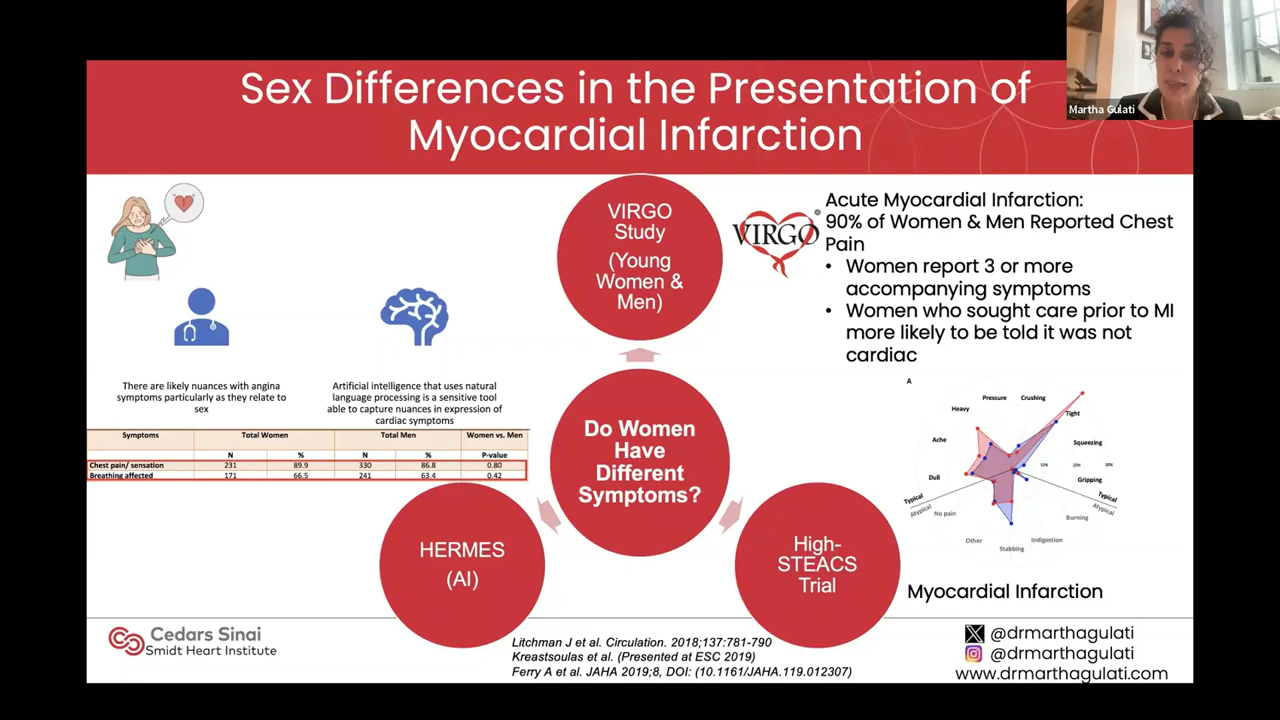 Sex Differences in the Presentation of
Myocardial Infarction
Martha Gulati
VIRGO
Study
(Young
Women &
Men)
VIRGO
Acute Myocardial Infarction:
90% of Women & Men Reported Chest
Pain
• Women report 3 or more
accompanying symptoms
• Women who sought care prior to MI
more likely to be told it was not
cardiac
There are likely nuances with angina
symptoms particularly as they relate to
sex
Artificial intelligence that uses natural
language processing is a sensitive tool
able to capture nuances in expression of
cardiac symptoms
Symptoms Total Women Total Men Women vs. Men
N % N % P-value
Chest pain/ sensation 231 89.9 330 86.8 0.80
Breathing affected 171 66.5 241 63.4 0.42
Do Women
Have
Different
Symptoms?
HERMES
(AI)
High-
STEACS
Trial
A
Pressure Crushing
Heavy Tight
Ache Squeezing
10% 20% 30%
Dull Gripping
Typical Typical
Atypical Atypical
No pain Burning
Other Indigestion
Stabbing
Myocardial Infarction
Cedars Sinai
Smidt Heart Institute
Litchman J et al. Circulation. 2018;137:781-790
Kreastsoulas et al. (Presented at ESC 2019)
Ferry A et al. JAHA 2019;8, DOI: (10.1161/JAHA.119.012307)
@drmarthagulati
@drmarthagulati
www.drmarthagulati.com